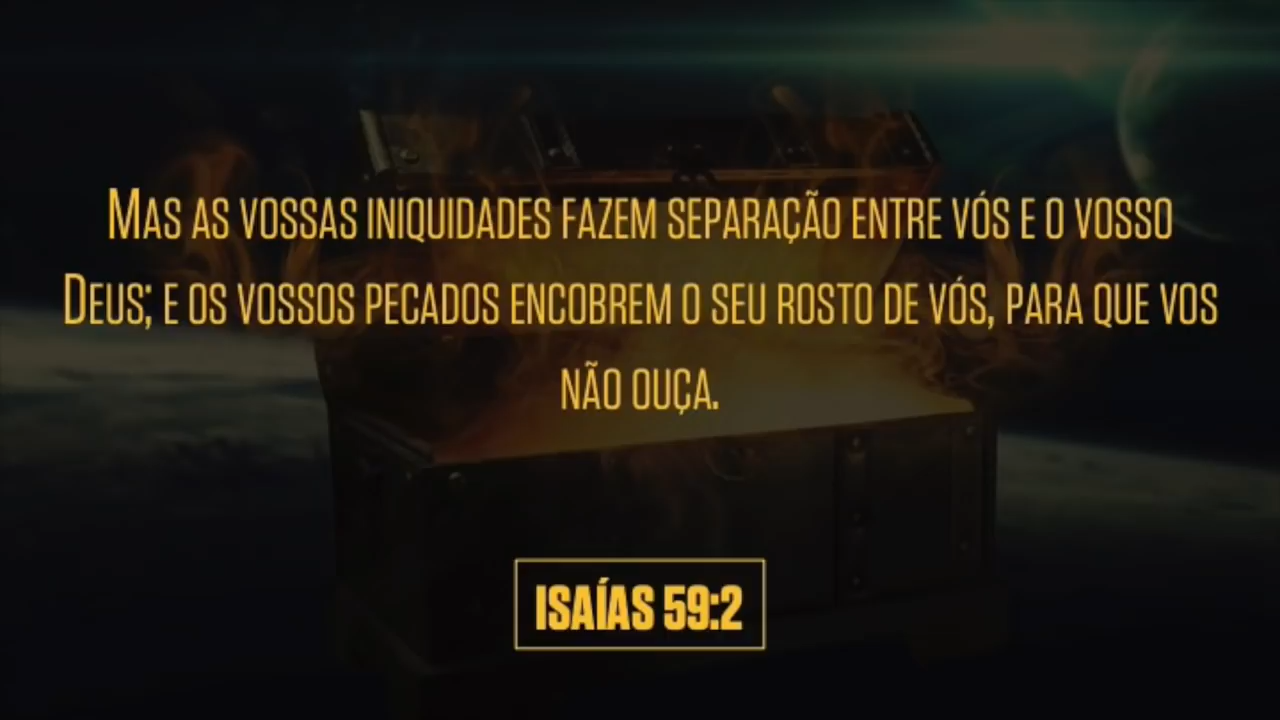 Mas as vossas iniquidades fazem separação entre vós e o vosso
Deus; e os vossos pecados encobrem o seu rosto de vós, para que vos
não ouça.
ISAÍAS 59:2